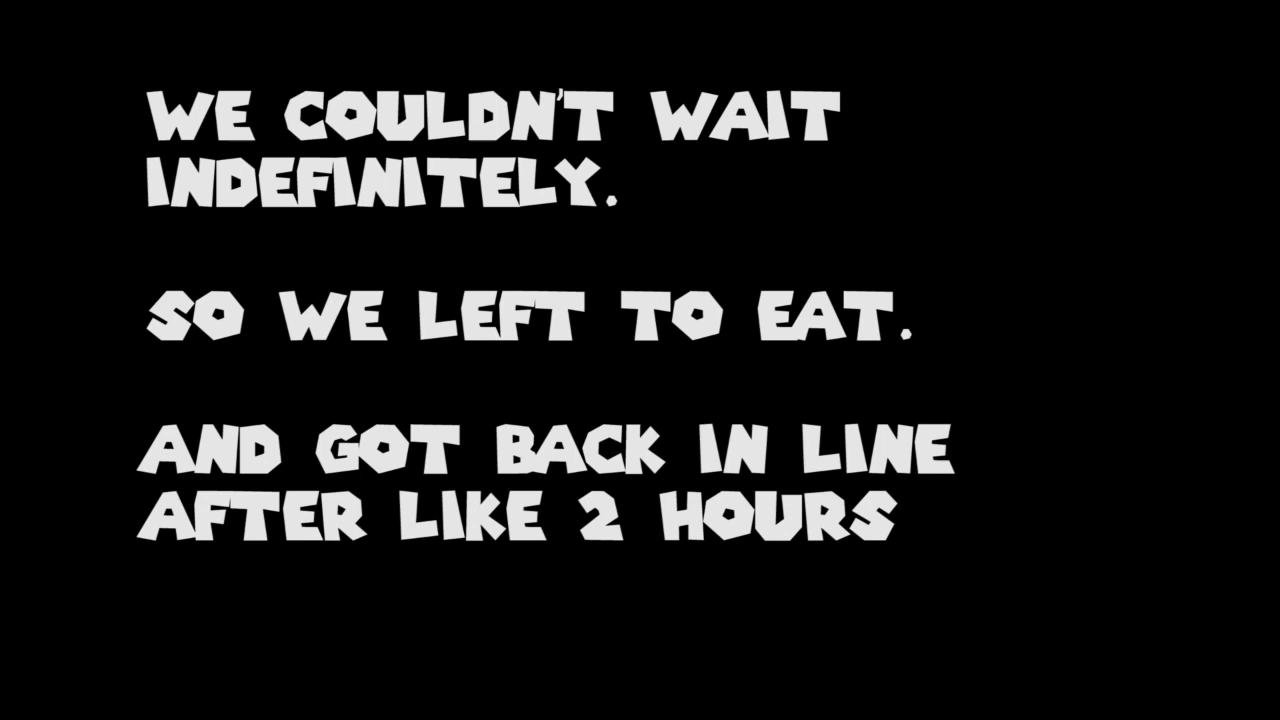 WE COULDN'T WAIT
INDEFINITELY.
SO WE LEFT TO EAT.
AND GOT BACK IN LINE
AFTER LIKE 2 HOURS